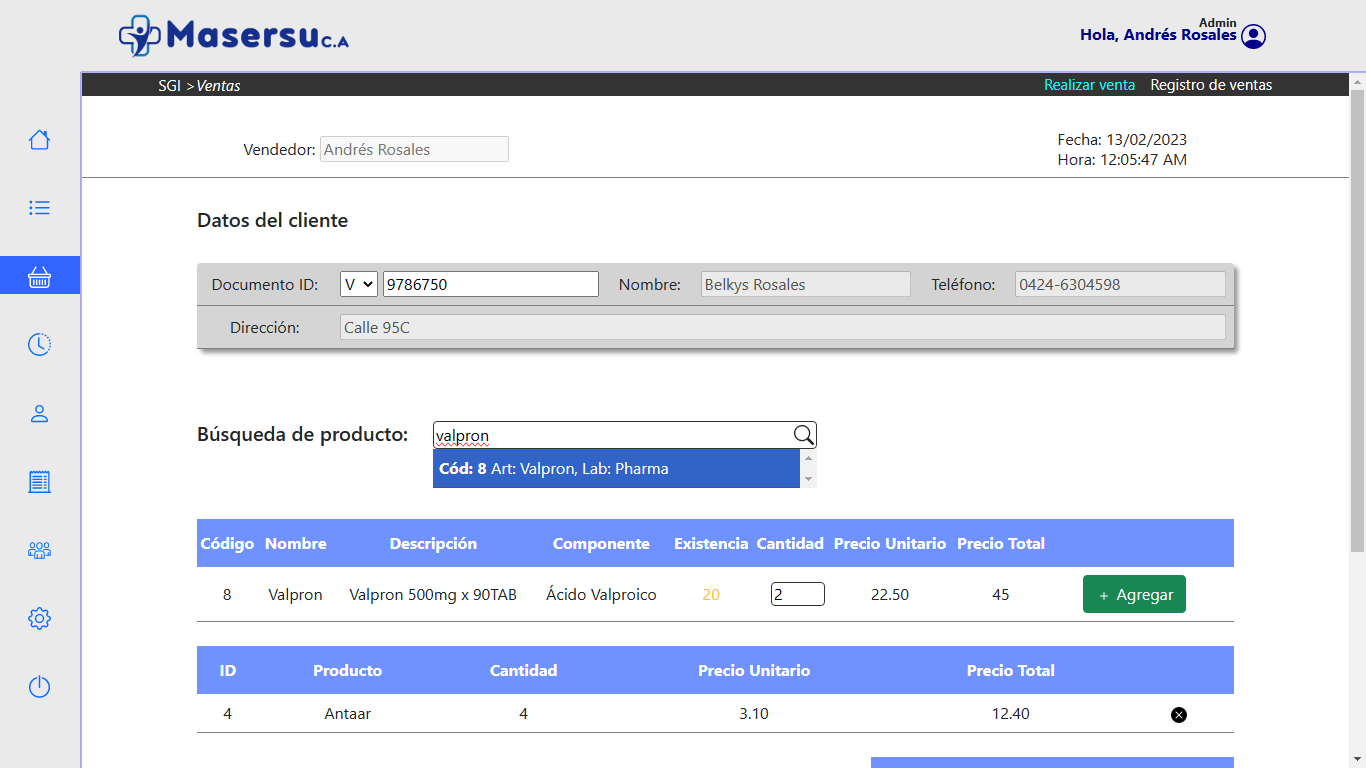 Masersu C.A
Admin
Hola, Andrés Rosales
SGI >Ventas Realizar venta Registro de ventas
Vendedor: Andrés Rosales
Fecha: 13/02/2023
Hora: 12:05:47 AM
Datos del cliente
Documento ID: V 9786750 Nombre: Belkys Rosales Teléfono: 0424-6304598
Dirección: Calle 95C
Búsqueda de producto: valpron
Cód: 8 Art: Valpron, Lab: Pharma
Código Nombre Descripción Componente Existencia Cantidad Precio Unitario Precio Total
8 Valpron Valpron 500mg x 90TAB Ácido Valproico 20 2 22.50 45 + Agregar
ID Producto Cantidad Precio Unitario Precio Total
4 Antaar 4 3.10 12.40